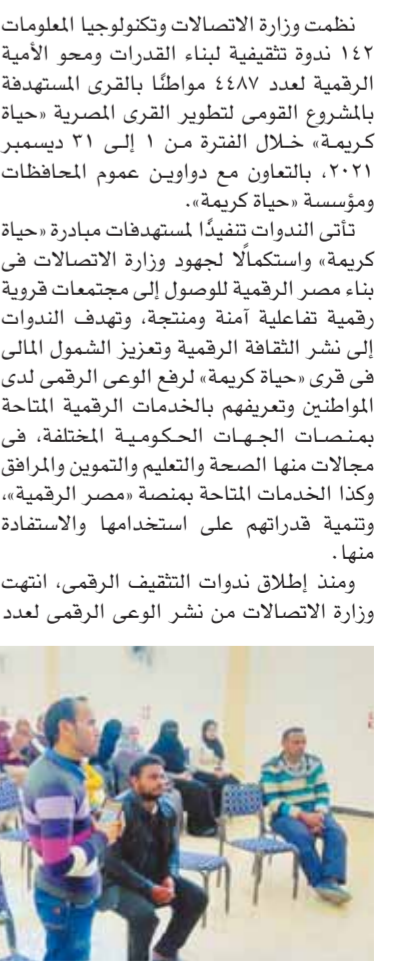 نظمت وزارة الاتصالات وتكنولوجيا المعلومات
١٤٢ ندوة تثقيفية لبناء القدرات ومحو الأمية
الرقمية لعدد ٤٤٨٧ مواطنًا بالقرى المستهدفة
بالمشروع القومى لتطوير القرى المصرية «حياة
كريمة» خلال الفترة من ١ إلى ٣١ ديسمبر
٢٠٢١، بالتعاون مع دواوين عموم المحافظات
ومؤسسة «حياة كريمة».
تأتى الندوات تنفيذًا لمستهدفات مبادرة «حياة
كريمة» واستكمالًا لجهود وزارة الاتصالات فى
بناء مصر الرقمية للوصول إلى مجتمعات قروية
رقمية تفاعلية آمنة ومنتجة، وتهدف الندوات
إلى نشر الثقافة الرقمية وتعزيز الشمول المالى
فى قرى «حياة كريمة» لرفع الوعى الرقمى لدى
المواطنين وتعريفهم بالخدمات الرقمية المتاحة
بمنصات الجهات الحكومية المختلفة، فى
مجالات منها الصحة والتعليم والتموين والمرافق
وكذا الخدمات المتاحة بمنصة «مصر الرقمية»،
وتنمية قدراتهم على استخدامها والاستفادة
منها.
ومنذ إطلاق ندوات التثقيف الرقمى، انتهت
وزارة الاتصالات من نشر الوعى الرقمى لعدد